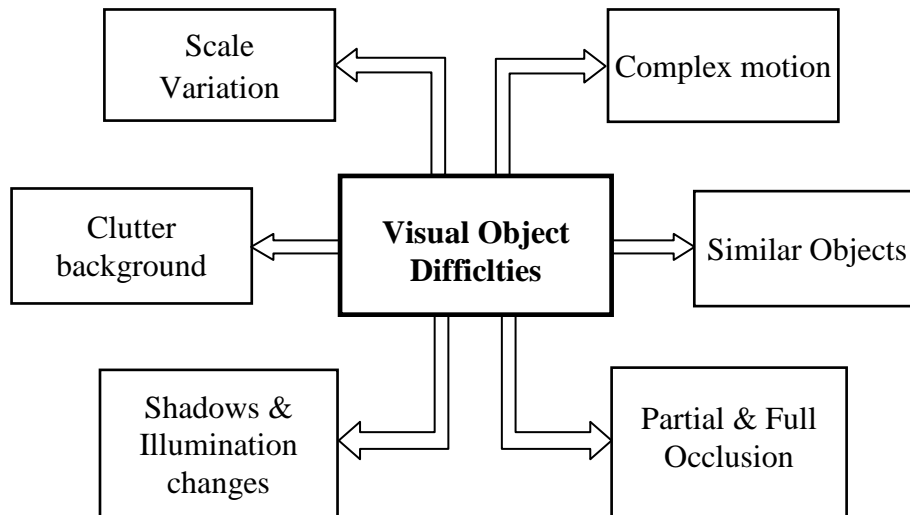 Scale
Variation
Complex motion
Clutter
background
Visual Object
Difficlties
Similar Objects
Shadows &
Illumination
changes
Partial & Full
Occlusion